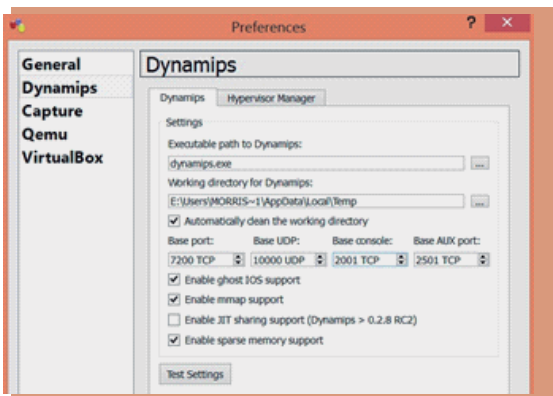 Preferences
?
General
Dynamips
Capture
Qemu
VirtualBox
Dynamips
Dynamips Hypervisor Manager
Settings
Executable path to Dynamips:
dynamips.exe ...
Working directory for Dynamips:
E:\Users\MORRIS~1\AppData\Local\Temp ...
Automatically clean the working directory
Base port: Base UDP: Base console: Base AUX port:
7200 TCP 10000 UDP 2001 TCP 2501 TCP
Enable ghost IOS support
Enable mmap support
Enable JIT sharing support (Dynamips > 0.2.8 RC2)
Enable sparse memory support
Test Settings